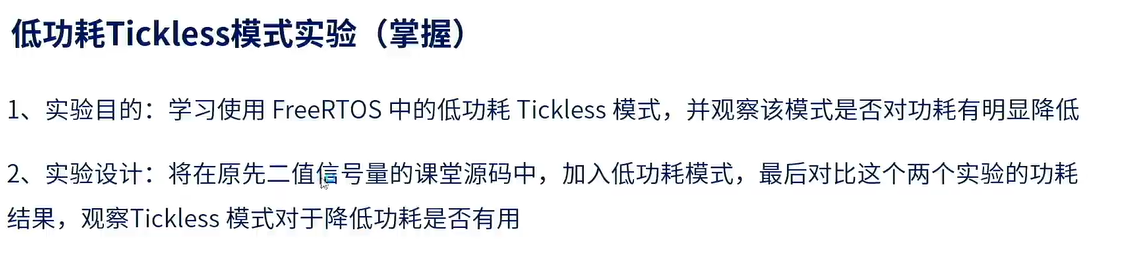 低功耗Tickless模式实验（掌握）
1、实验目的：学习使用 FreeRTOS 中的低功耗 Tickless 模式，并观察该模式是否对功耗有明显降低
2、实验设计：将在原先二值信号量的课堂源码中，加入低功耗模式，最后对比这个两个实验的功耗
结果，观察Tickless 模式对于降低功耗是否有用